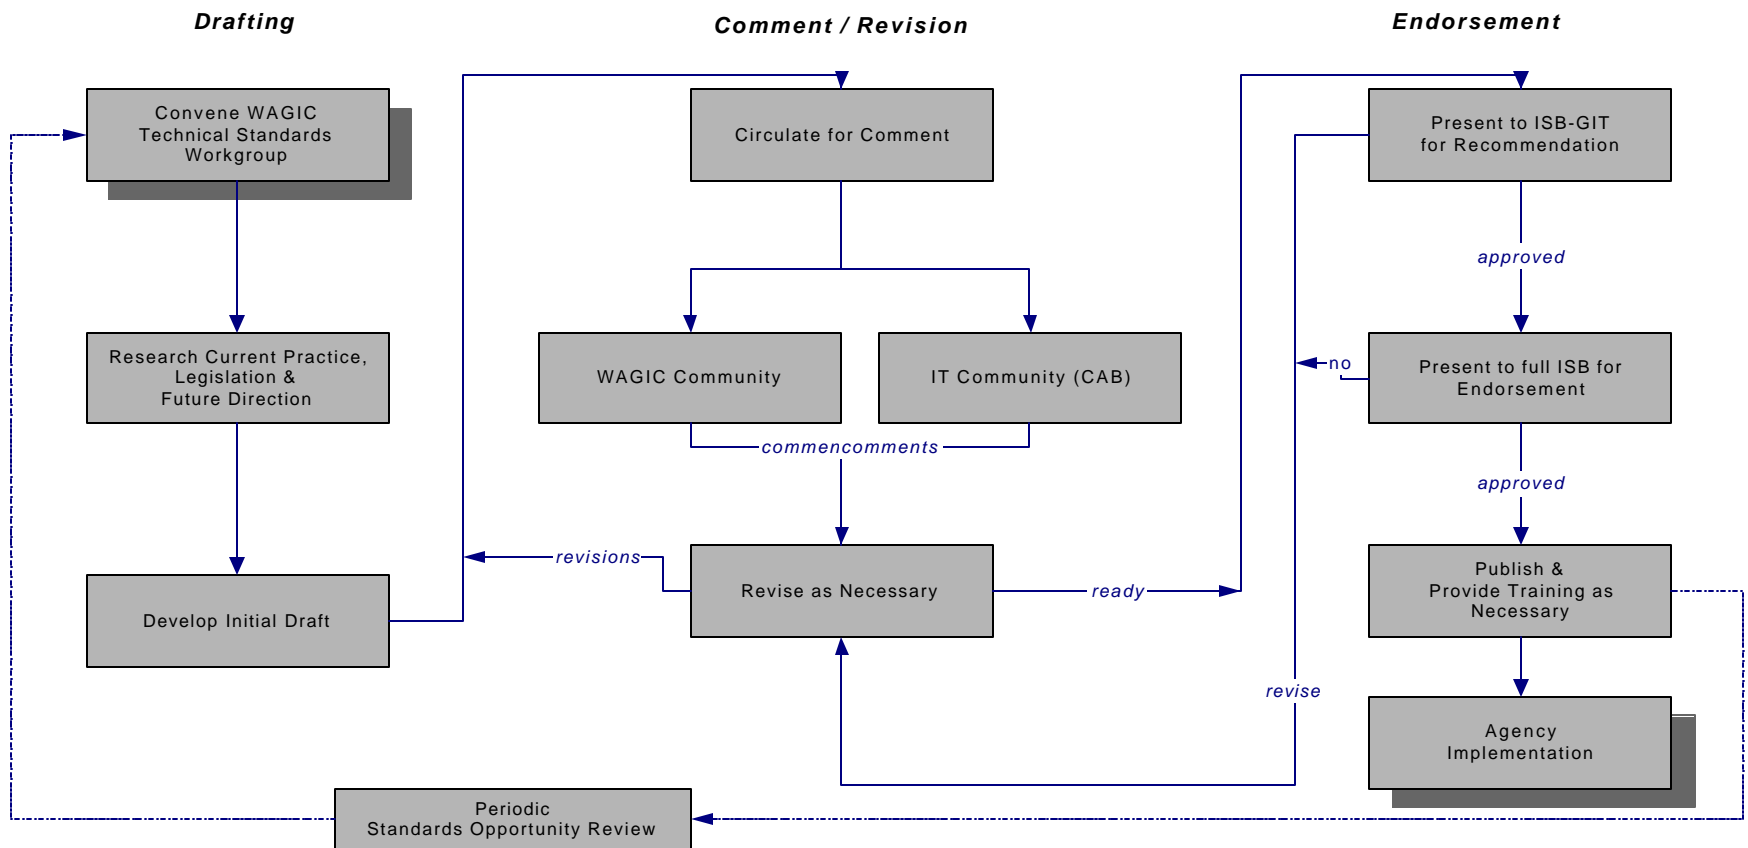 Drafting
Comment / Revision
Endorsement
Convene WAGIC
Technical Standards
Workgroup
Circulate for Comment
Present to ISB-GIT
for Recommendation
approved
Research Current Practice,
Legislation &
Future Direction
WAGIC Community
IT Community (CAB)
no
Present to full ISB for
Endorsement
commencomments
approved
revisions
Develop Initial Draft
Revise as Necessary
ready
Publish &
Provide Training as
Necessary
revise
Agency
Implementation
Periodic
Standards Opportunity Review